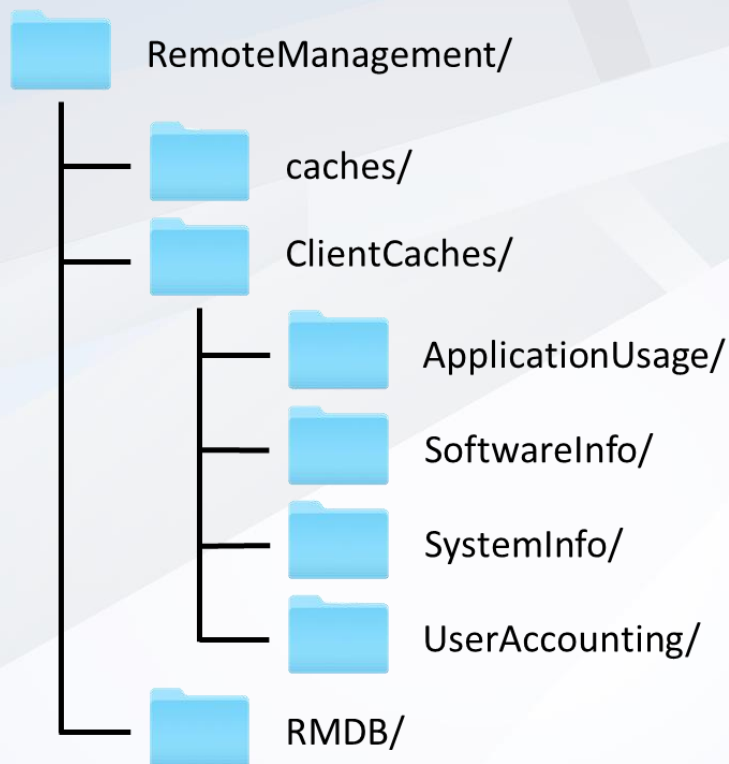 RemoteManagement/
caches/
ClientCaches/
ApplicationUsage/
SoftwareInfo/
SystemInfo/
UserAccounting/
RMDB/